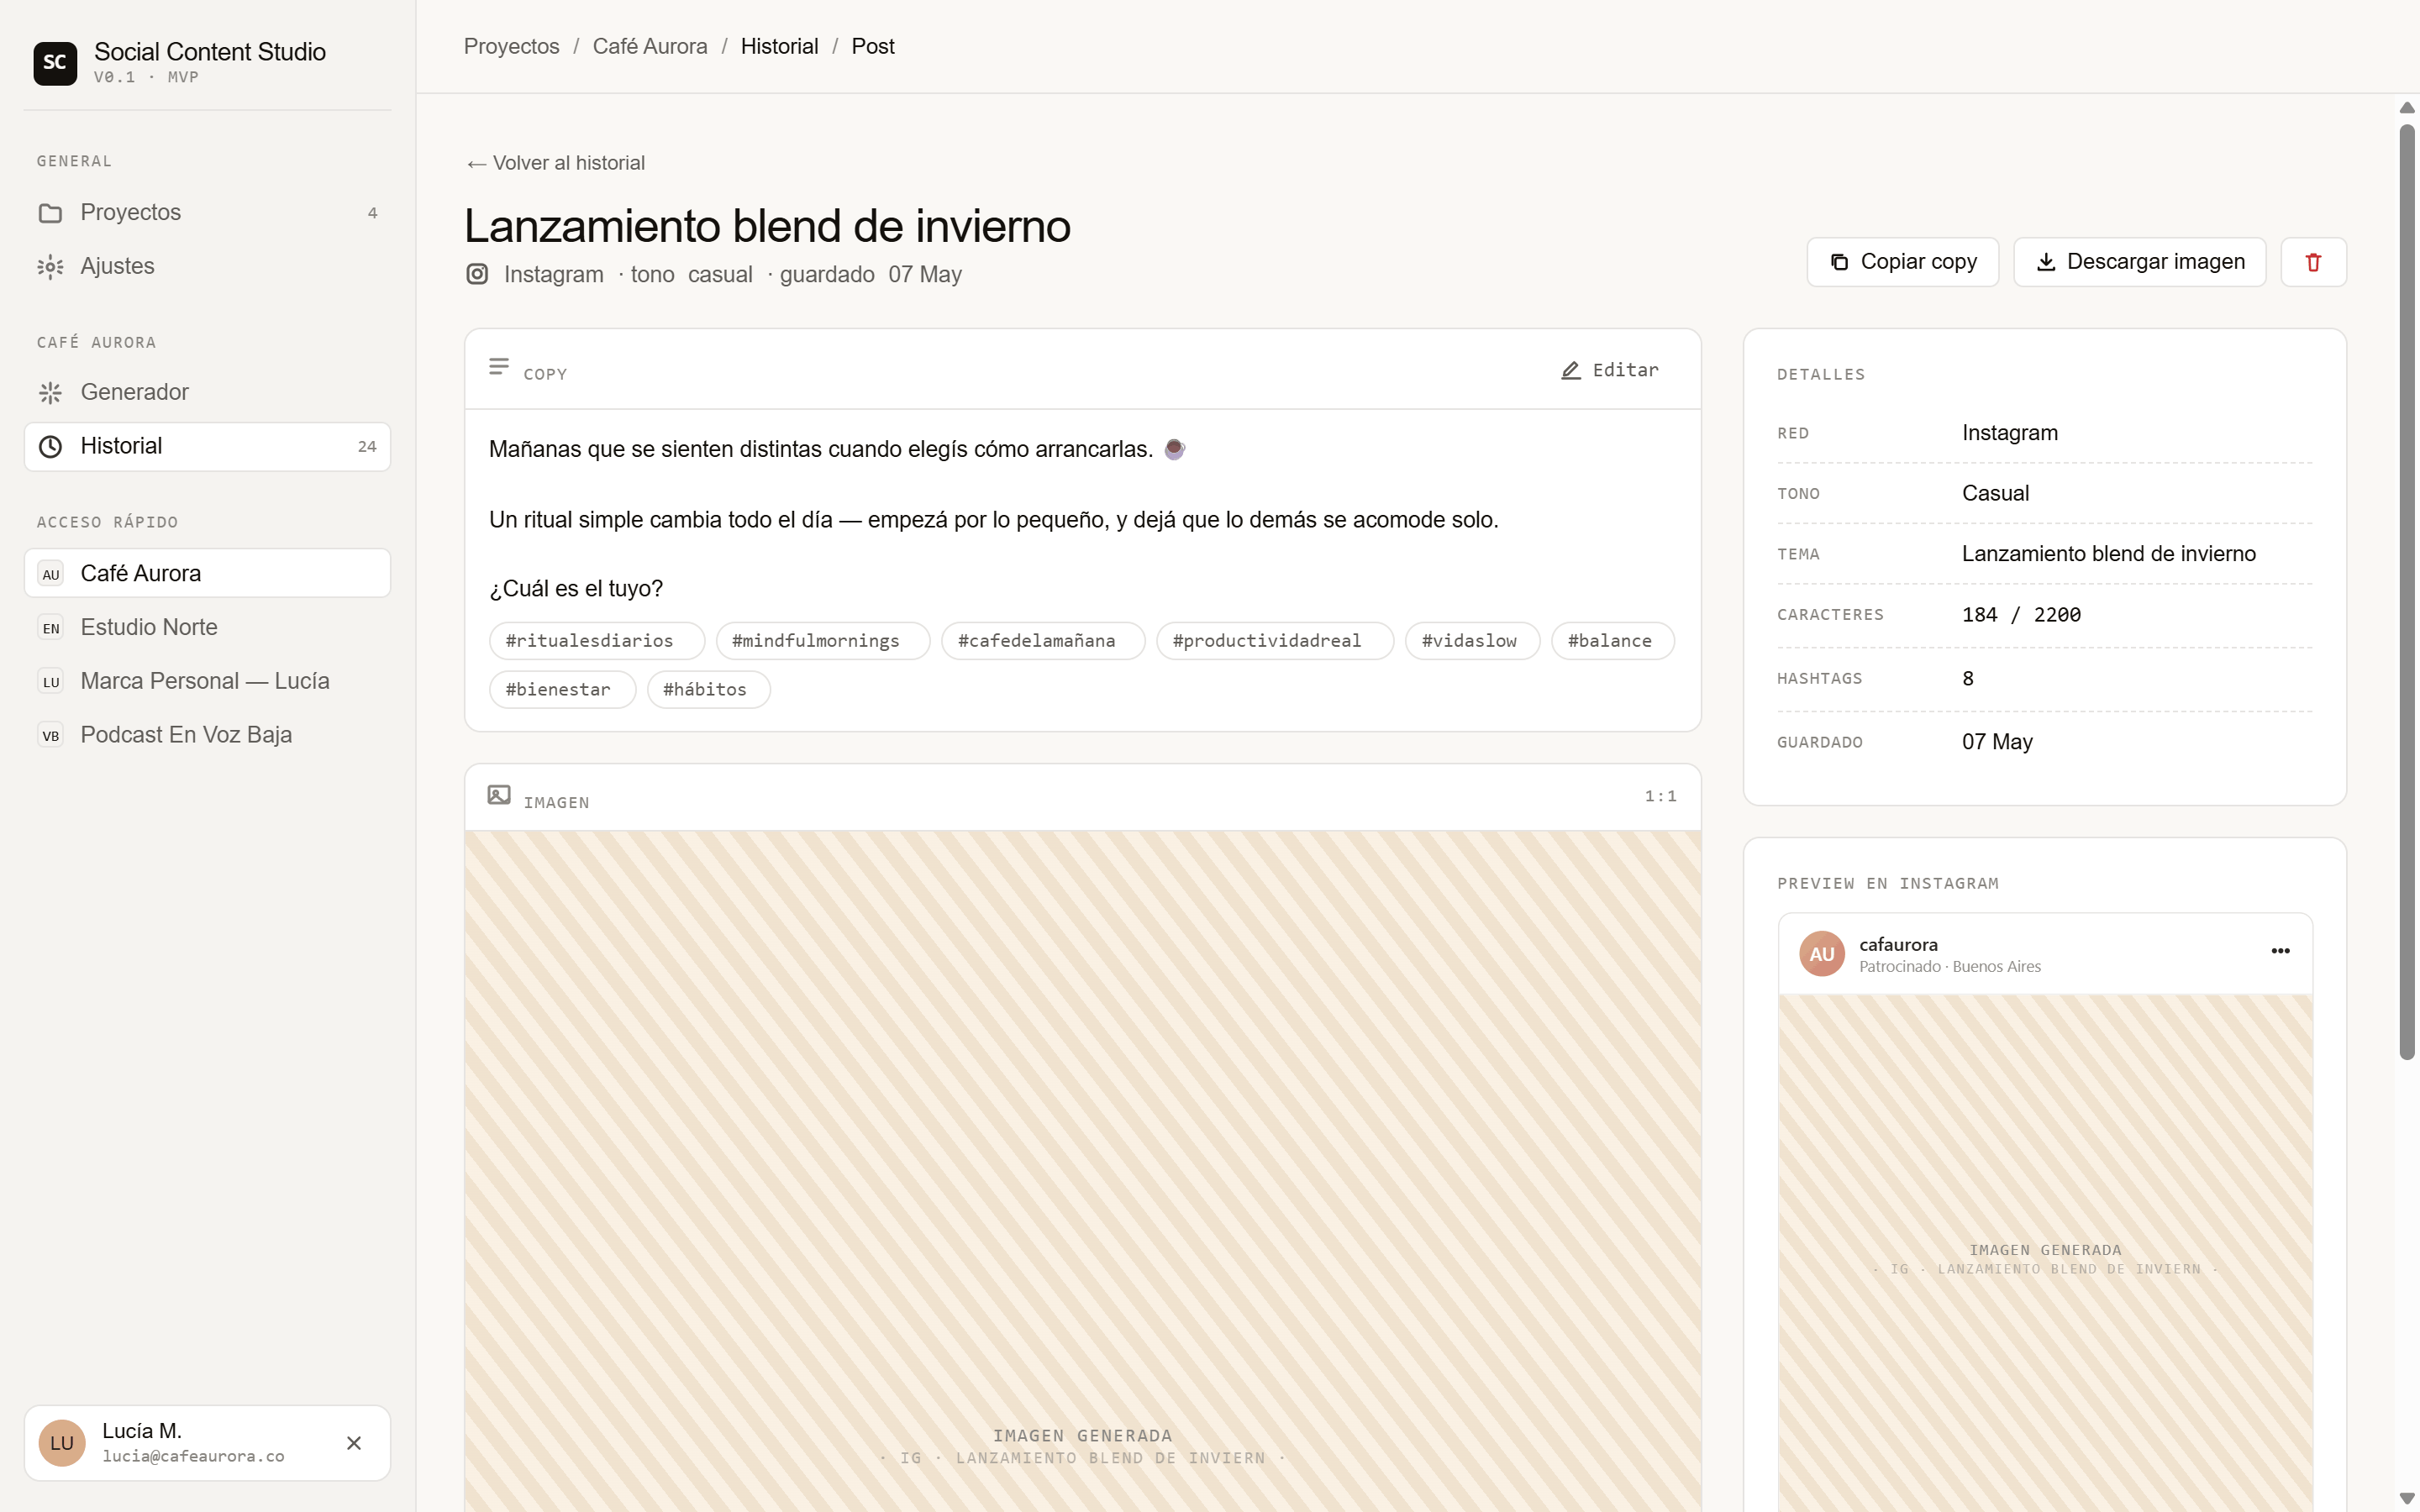 SC
Social Content Studio
V0.1 · MVP
GENERAL
Proyectos 4
Ajustes
CAFÉ AURORA
Generador
Historial 24
ACCESO RÁPIDO
AU Café Aurora
EN Estudio Norte
LU Marca Personal — Lucía
VB Podcast En Voz Baja
LU
Lucía M.
lucia@cafeaurora.co
Proyectos / Café Aurora / Historial / Post
← Volver al historial
Lanzamiento blend de invierno
Instagram · tono casual · guardado 07 May
Copiar copy
Descargar imagen
COPY
Editar
Mañanas que se sienten distintas cuando elegís cómo arrancarlas.
Un ritual simple cambia todo el día — empezá por lo pequeño, y dejá que lo demás se acomode solo.
¿Cuál es el tuyo?
#ritualesdiarios #mindfulmornings #cafedelamañana #productividadreal #vidaslow #balance
#bienestar #hábitos
IMAGEN
1:1
IMAGEN GENERADA
· IG · LANZAMIENTO BLEND DE INVIERN ·
DETALLES
RED Instagram
TONO Casual
TEMA Lanzamiento blend de invierno
CARACTERES 184 / 2200
HASHTAGS 8
GUARDADO 07 May
PREVIEW EN INSTAGRAM
AU
cafaurora
Patrocinado · Buenos Aires
IMAGEN GENERADA
· IG · LANZAMIENTO BLEND DE INVIERN ·